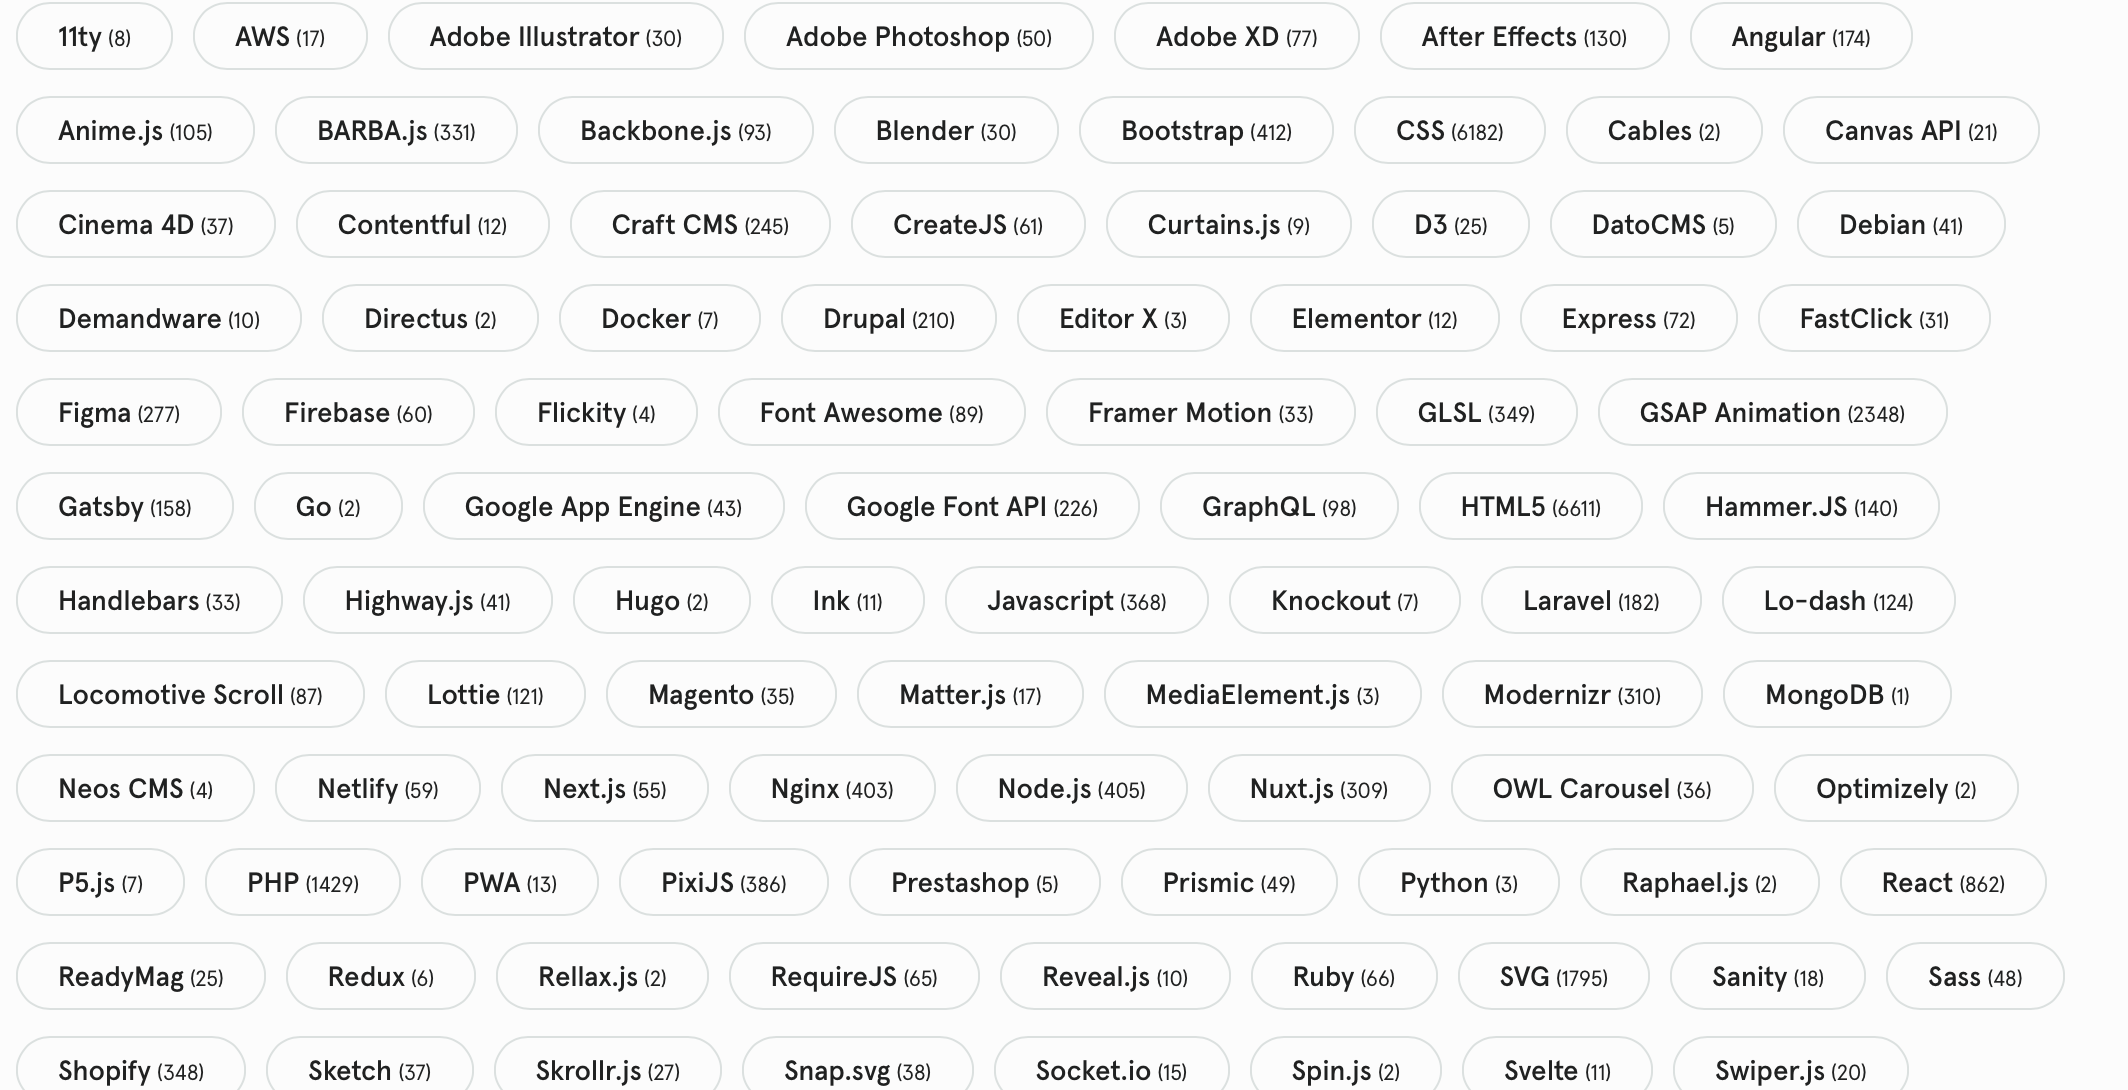 11ty (8) AWS (17) Adobe Illustrator (30) Adobe Photoshop (50) Adobe XD (77) After Effects (130) Angular (174)
Anime.js (105) BARBA.js (331) Backbone.js (93) Blender (30) Bootstrap (412) CSS (6182) Cables (2) Canvas API (21)
Cinema 4D (37) Contentful (12) Craft CMS (245) CreateJS (61) Curtains.js (9) D3 (25) DatoCMS (5) Debian (41)
Demandware (10) Directus (2) Docker (7) Drupal (210) Editor X (3) Elementor (12) Express (72) FastClick (31)
Figma (277) Firebase (60) Flickity (4) Font Awesome (89) Framer Motion (33) GLSL (349) GSAP Animation (2348)
Gatsby (158) Go (2) Google App Engine (43) Google Font API (226) GraphQL (98) HTML5 (6611) Hammer.JS (140)
Handlebars (33) Highway.js (41) Hugo (2) Ink (11) Javascript (368) Knockout (7) Laravel (182) Lo-dash (124)
Locomotive Scroll (87) Lottie (121) Magento (35) Matter.js (17) MediaElement.js (3) Modernizr (310) MongoDB (1)
Neos CMS (4) Netlify (59) Next.js (55) Nginx (403) Node.js (405) Nuxt.js (309) OWL Carousel (36) Optimizely (2)
P5.js (7) PHP (1429) PWA (13) PixiJS (386) Prestashop (5) Prismic (49) Python (3) Raphael.js (2) React (862)
ReadyMag (25) Redux (6) Rellax.js (2) RequireJS (65) Reveal.js (10) Ruby (66) SVG (1795) Sanity (18) Sass (48)
Shopify (348) Sketch (37) Skrollr.js (27) Snap.svg (38) Socket.io (15) Spin.js (2) Svelte (11) Swiper.js (20)